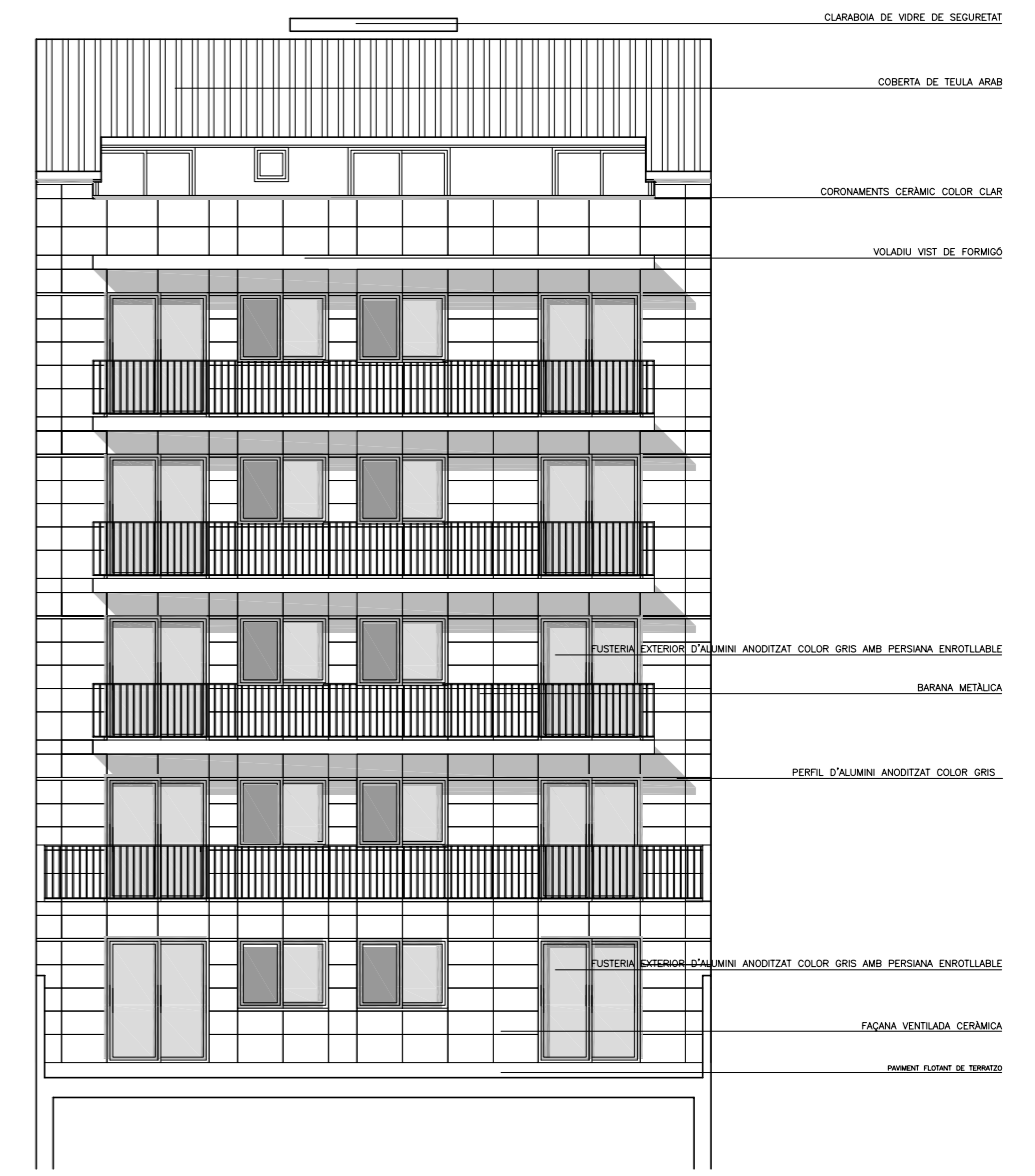 CLARABOIA DE VIDRE DE SEGURETAT
COBERTA DE TEULA ARAB
CORONAMENTS CERÀMIC COLOR CLAR
VOLADIU VIST DE FORMIGÓ
FUSTERIA EXTERIOR D'ALUMINI ANODITZAT COLOR GRIS AMB PERSIANA ENROTLLABLE
BARANA METÀLICA
PERFIL D'ALUMINI ANODITZAT COLOR GRIS
FUSTERIA EXTERIOR D'ALUMINI ANODITZAT COLOR GRIS AMB PERSIANA ENROTLLABLE
FAÇANA VENTILADA CERÀMICA
PAVIMENT FLOTANT DE TERRATZO